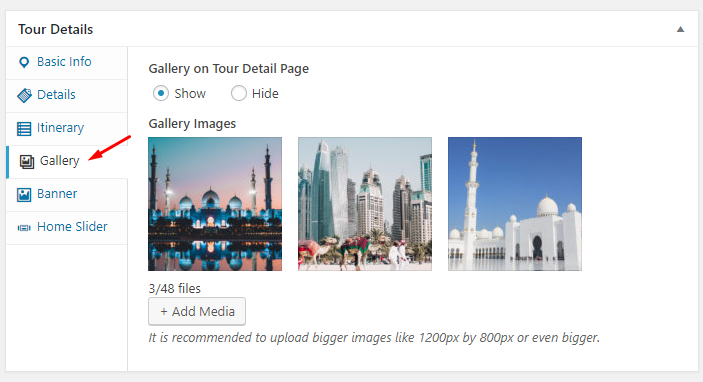 Tour Details
Basic Info
Details
Itinerary
Gallery
Banner
Home Slider
Gallery on Tour Detail Page
Show Hide
Gallery Images
3/48 files
+ Add Media
It is recommended to upload bigger images like 1200px by 800px or even bigger.